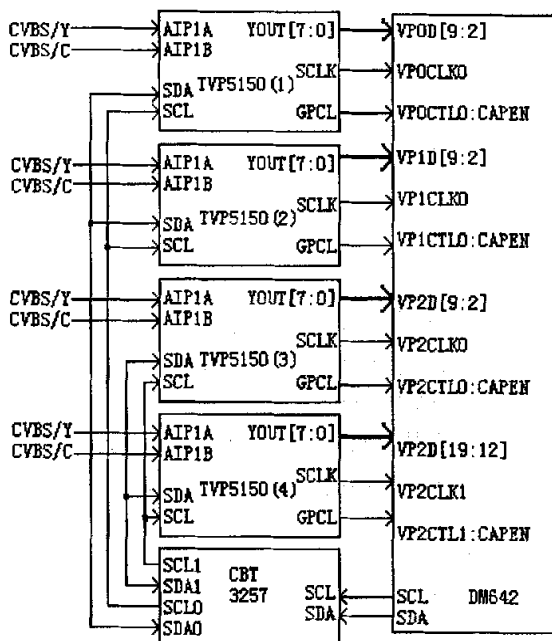 CVBS/Y
CVBS/C
AIP1A YOUT[7:0]
AIP1B
SCLK
SDA TVP5150(1)
SCL GPCL
VP0D[9:2]
VP0CLK0
VP0CTL0:CAPEN
CVBS/Y
CVBS/C
AIP1A YOUT[7:0]
AIP1B
SCLK
SDA TVP5150(2)
SCL GPCL
VP1D[9:2]
VP1CLK0
VP1CTL0:CAPEN
CVBS/Y
CVBS/C
AIP1A YOUT[7:0]
AIP1B
SCLK
SDA TVP5150(3)
SCL GPCL
VP2D[9:2]
VP2CLK0
VP2CTL0:CAPEN
CVBS/Y
CVBS/C
AIP1A YOUT[7:0]
AIP1B
SCLK
SDA TVP5150(4)
SCL GPCL
VP2D[19:12]
VP2CLK1
VP2CTL1:CAPEN
SCL1
SDA1
SCL0
SDA0
CBT
3257
SCL
SDA
SCL
SDA
DM642